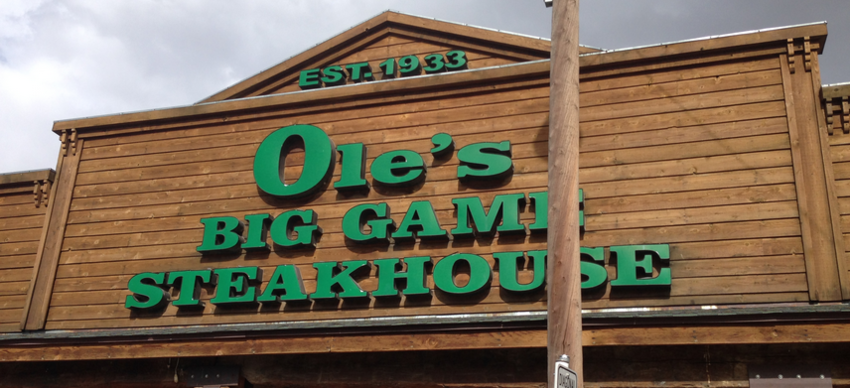 EST. 1933
Ole's
BIG GAME
STEAKHOUSE